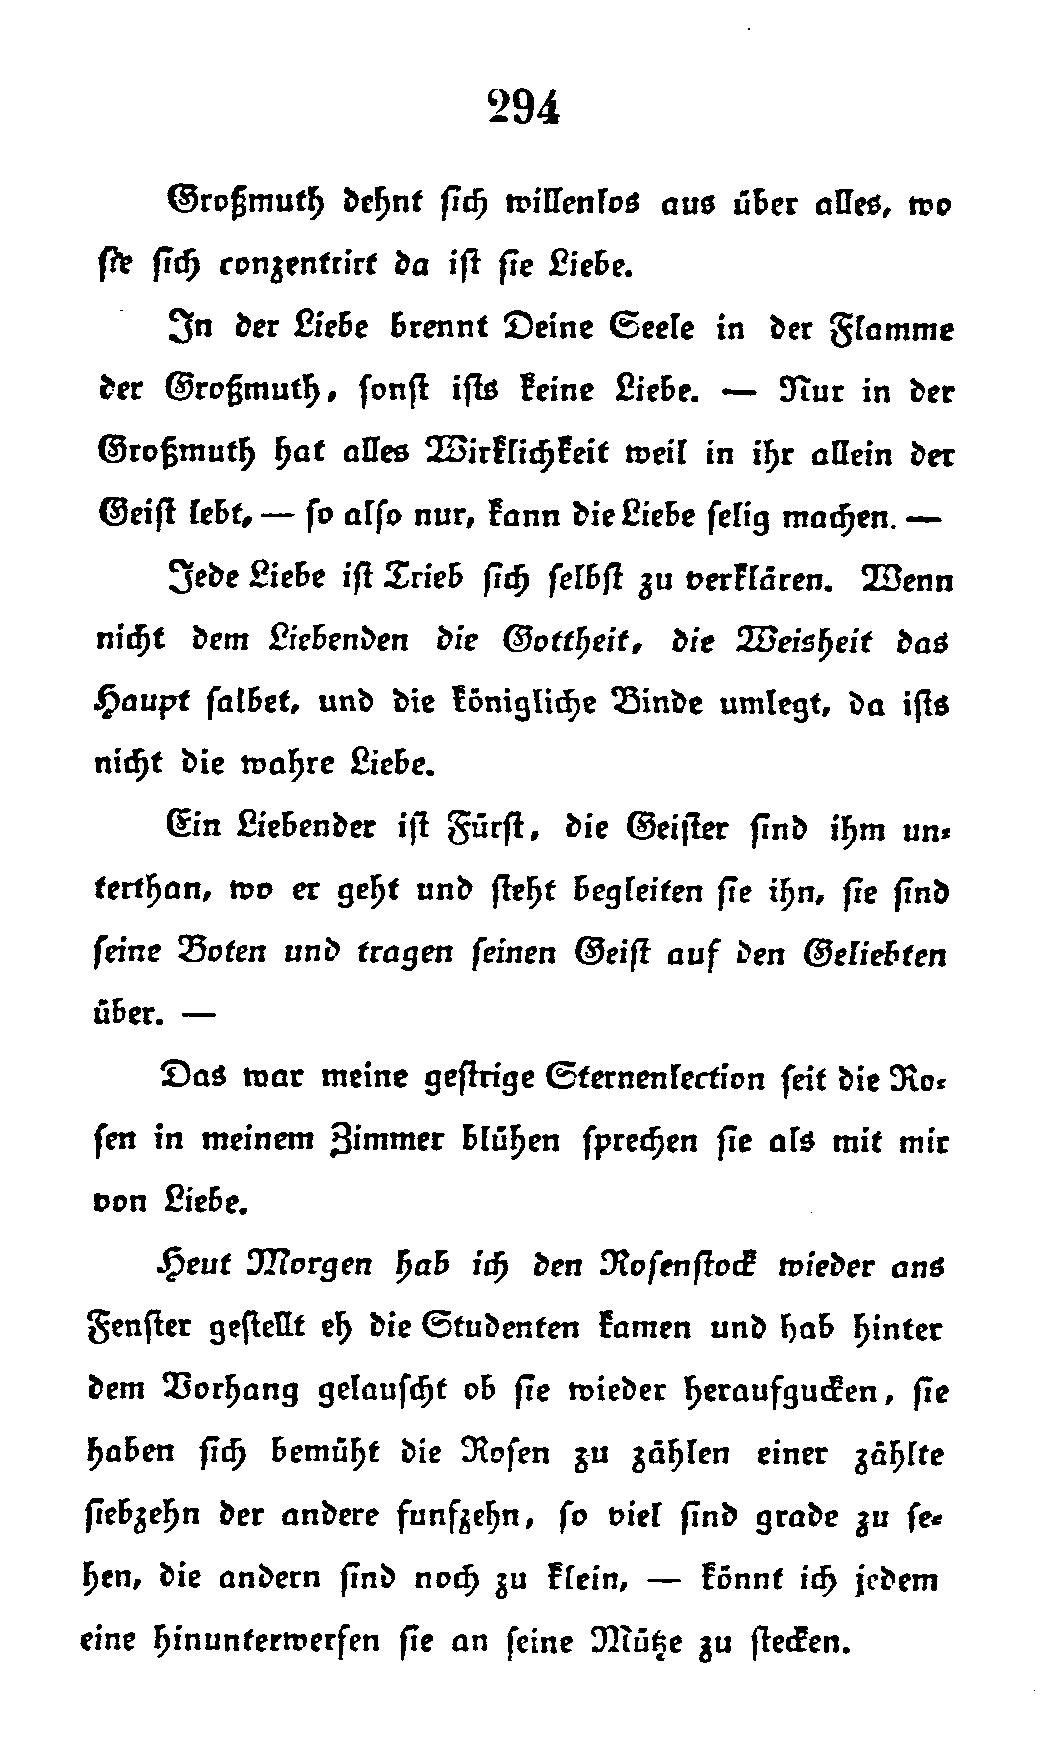 294
Großmuth dehnt ſich willenlos aus über alles, wo
ſie ſich conzentrirt da iſt ſie Liebe.
In der Liebe brennt Deine Seele in der Flamme
der Großmuth, ſonſt iſts keine Liebe. — Nur in der
Großmuth hat alles Wirklichkeit weil in ihr allein der
Geiſt lebt, — ſo alſo nur, kann die Liebe ſelig machen. —
Jede Liebe iſt Trieb ſich ſelbſt zu verklären. Wenn
nicht dem Liebenden die Gottheit, die Weisheit das
Haupt ſalbet, und die königliche Binde umlegt, da iſts
nicht die wahre Liebe.
Ein Liebender iſt Fürſt, die Geiſter ſind ihm un⸗
terthan, wo er geht und ſteht begleiten ſie ihn, ſie ſind
ſeine Boten und tragen ſeinen Geiſt auf den Geliebten
über. —
Das war meine geſtrige Sternenlection ſeit die Ro⸗
ſen in meinem Zimmer blühen ſprechen ſie als mit mir
von Liebe.
Heut Morgen hab ich den Roſenſtock wieder ans
Fenſter geſtellt eh die Studenten kamen und hab hinter
dem Vorhang gelauſcht ob ſie wieder heraufgucken, ſie
haben ſich bemüht die Roſen zu zählen einer zählte
ſiebzehn der andere funfzehn, ſo viel ſind grade zu ſe⸗
hen, die andern ſind noch zu klein, — könnt ich jedem
eine hinunterwerfen ſie an ſeine Mütze zu ſtecken.